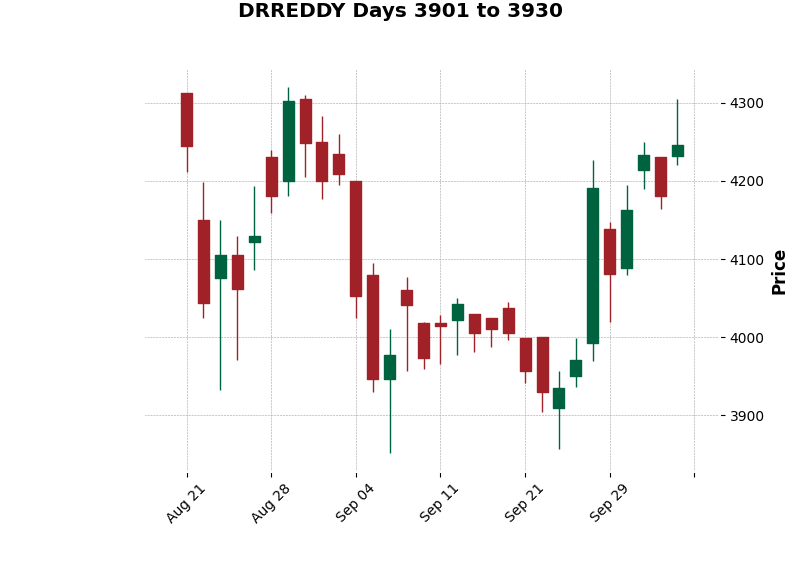 DRREDDY Days 3901 to 3930
4300
4200
4100
4000
3900
Price
Aug 21
Aug 28
Sep 04
Sep 11
Sep 21
Sep 29